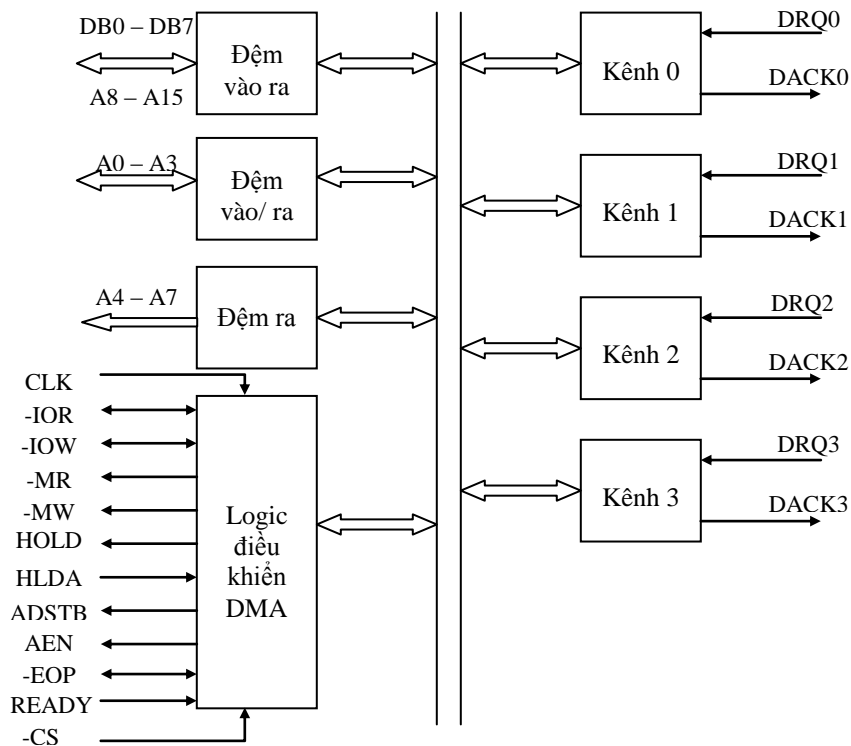 DB0 – DB7
A8 – A15
Đệm
vào ra
A0 – A3
Đệm
vào/ ra
A4 – A7
Đệm ra
CLK
-IOR
-IOW
-MR
-MW
HOLD
HLDA
ADSTB
AEN
-EOP
READY
-CS
Logic
điều
khiển
DMA
Kênh 0
DRQ0
DACK0
Kênh 1
DRQ1
DACK1
Kênh 2
DRQ2
DACK2
Kênh 3
DRQ3
DACK3